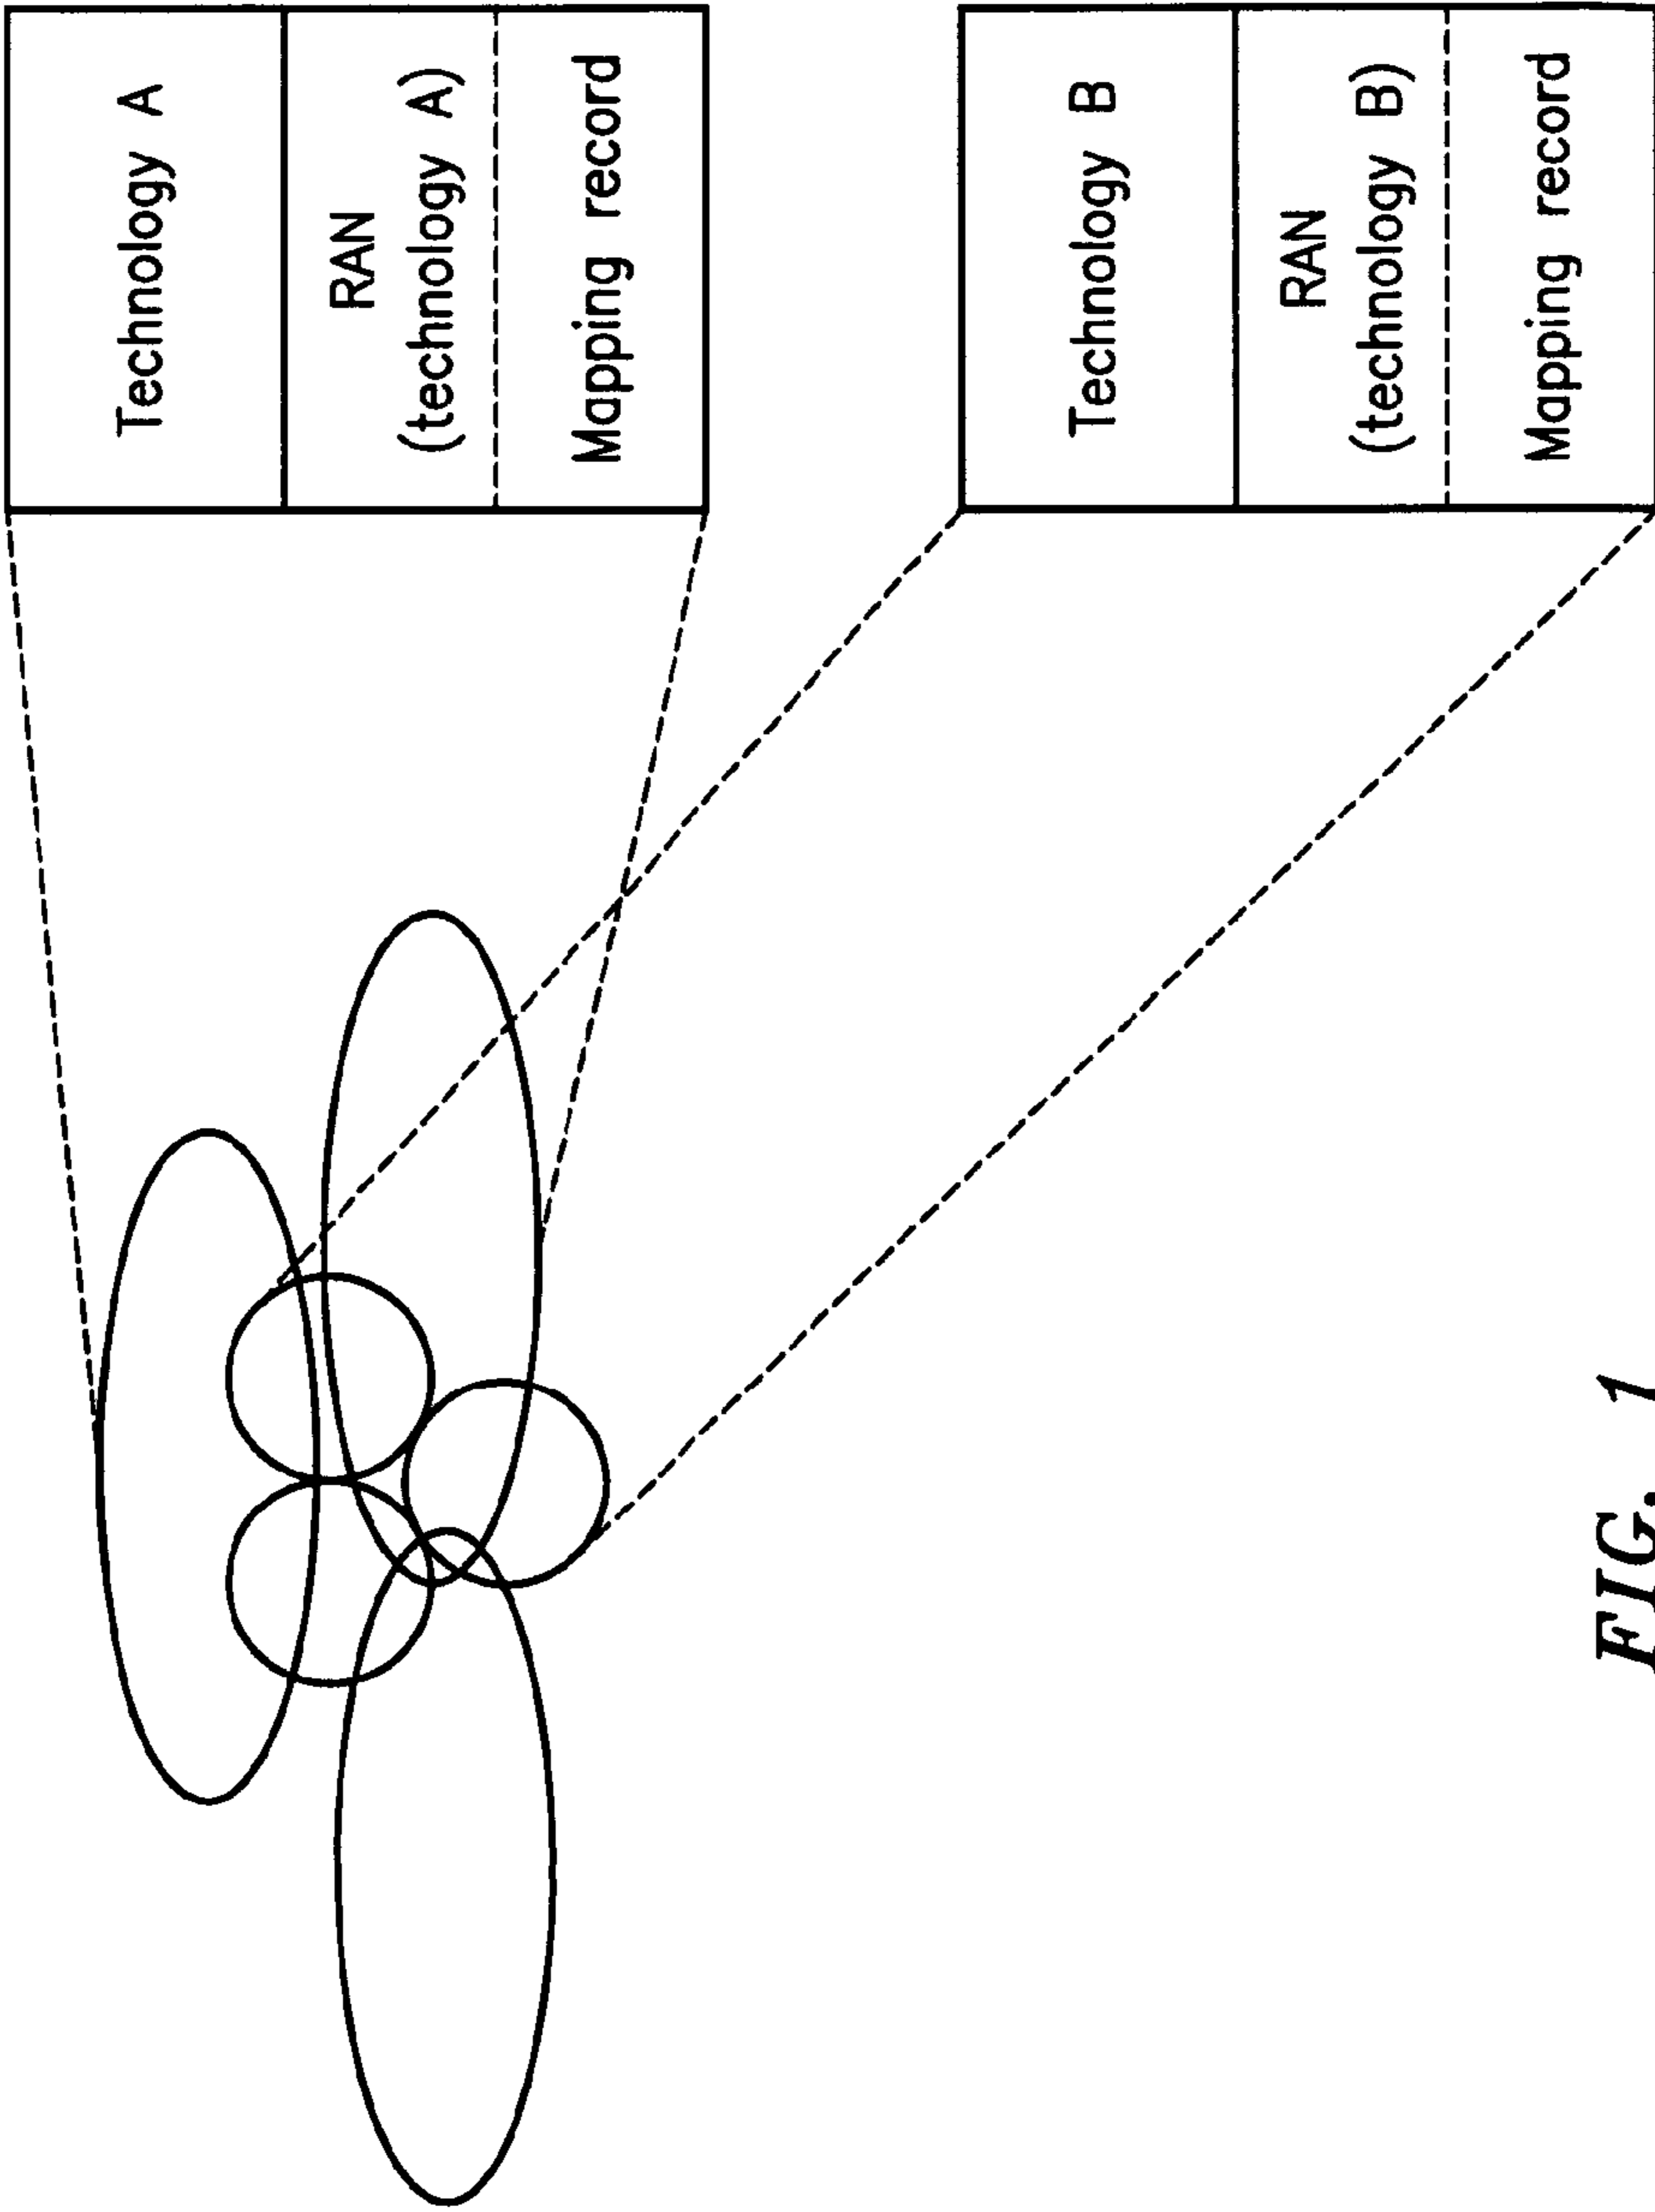 Technology A
RAN
(technology A)
Mapping record
Technology B
RAN
(technology B)
Mapping record
FIG. 1